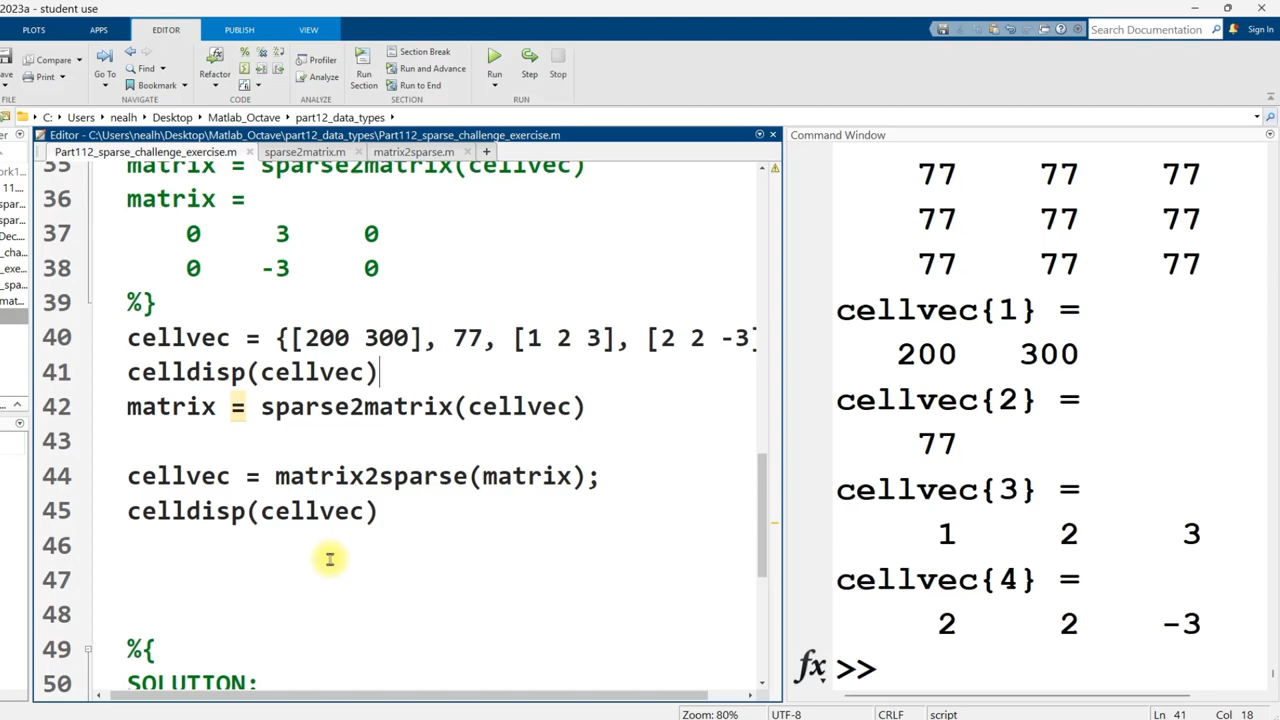 2023a - student use
PLOTS APPS EDITOR PUBLISH VIEW Search Documentation Sign In
Compare Print Go To Find Bookmark Refactor Profiler Analyze Run Section Section Break Run and Advance Run to End Run Step Stop
FILE NAVIGATE CODE ANALYZE SECTION RUN
C: Users nealh Desktop Matlab_Octave part12_data_types
Editor - C:\Users\nealh\Desktop\Matlab_Octave\part12_data_types\Part112_sparse_challenge_exercise.m
Part112_sparse_challenge_exercise.m sparse2matrix.m matrix2sparse.m
35 matrix = sparse2matrix(cellvec)
36 matrix =
37 0 3 0
38 0 -3 0
39 %}
40 cellvec = {[200 300], 77, [1 2 3], [2 2 -3]
41 celldisp(cellvec)
42 matrix = sparse2matrix(cellvec)
43
44 cellvec = matrix2sparse(matrix);
45 celldisp(cellvec)
46
47
48
49 %{
50 SOLUTION:
Command Window
77 77 77
77 77 77
77 77 77
cellvec{1} =
200 300
cellvec{2} =
77
cellvec{3} =
1 2 3
cellvec{4} =
2 2 -3
fx >>
Zoom: 80% UTF-8 CRLF script Ln 41 Col 18